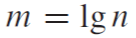 m = lg n